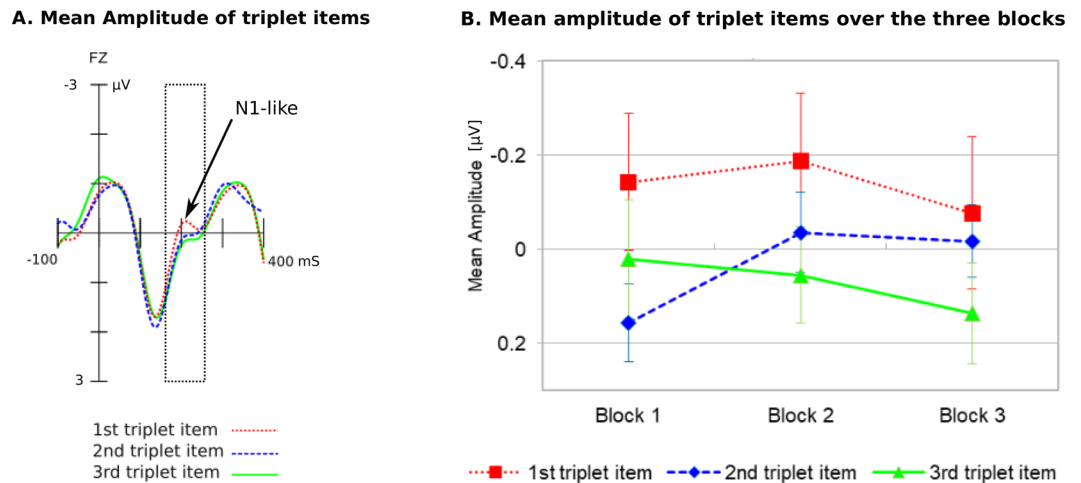 A. Mean Amplitude of triplet items
FZ
-3 µV
N1-like
-100
400 mS
3
1st triplet item
2nd triplet item
3rd triplet item
B. Mean amplitude of triplet items over the three blocks
Mean Amplitude [µV]
-0.4
-0.2
0
0.2
Block 1 Block 2 Block 3
1st triplet item 2nd triplet item 3rd triplet item